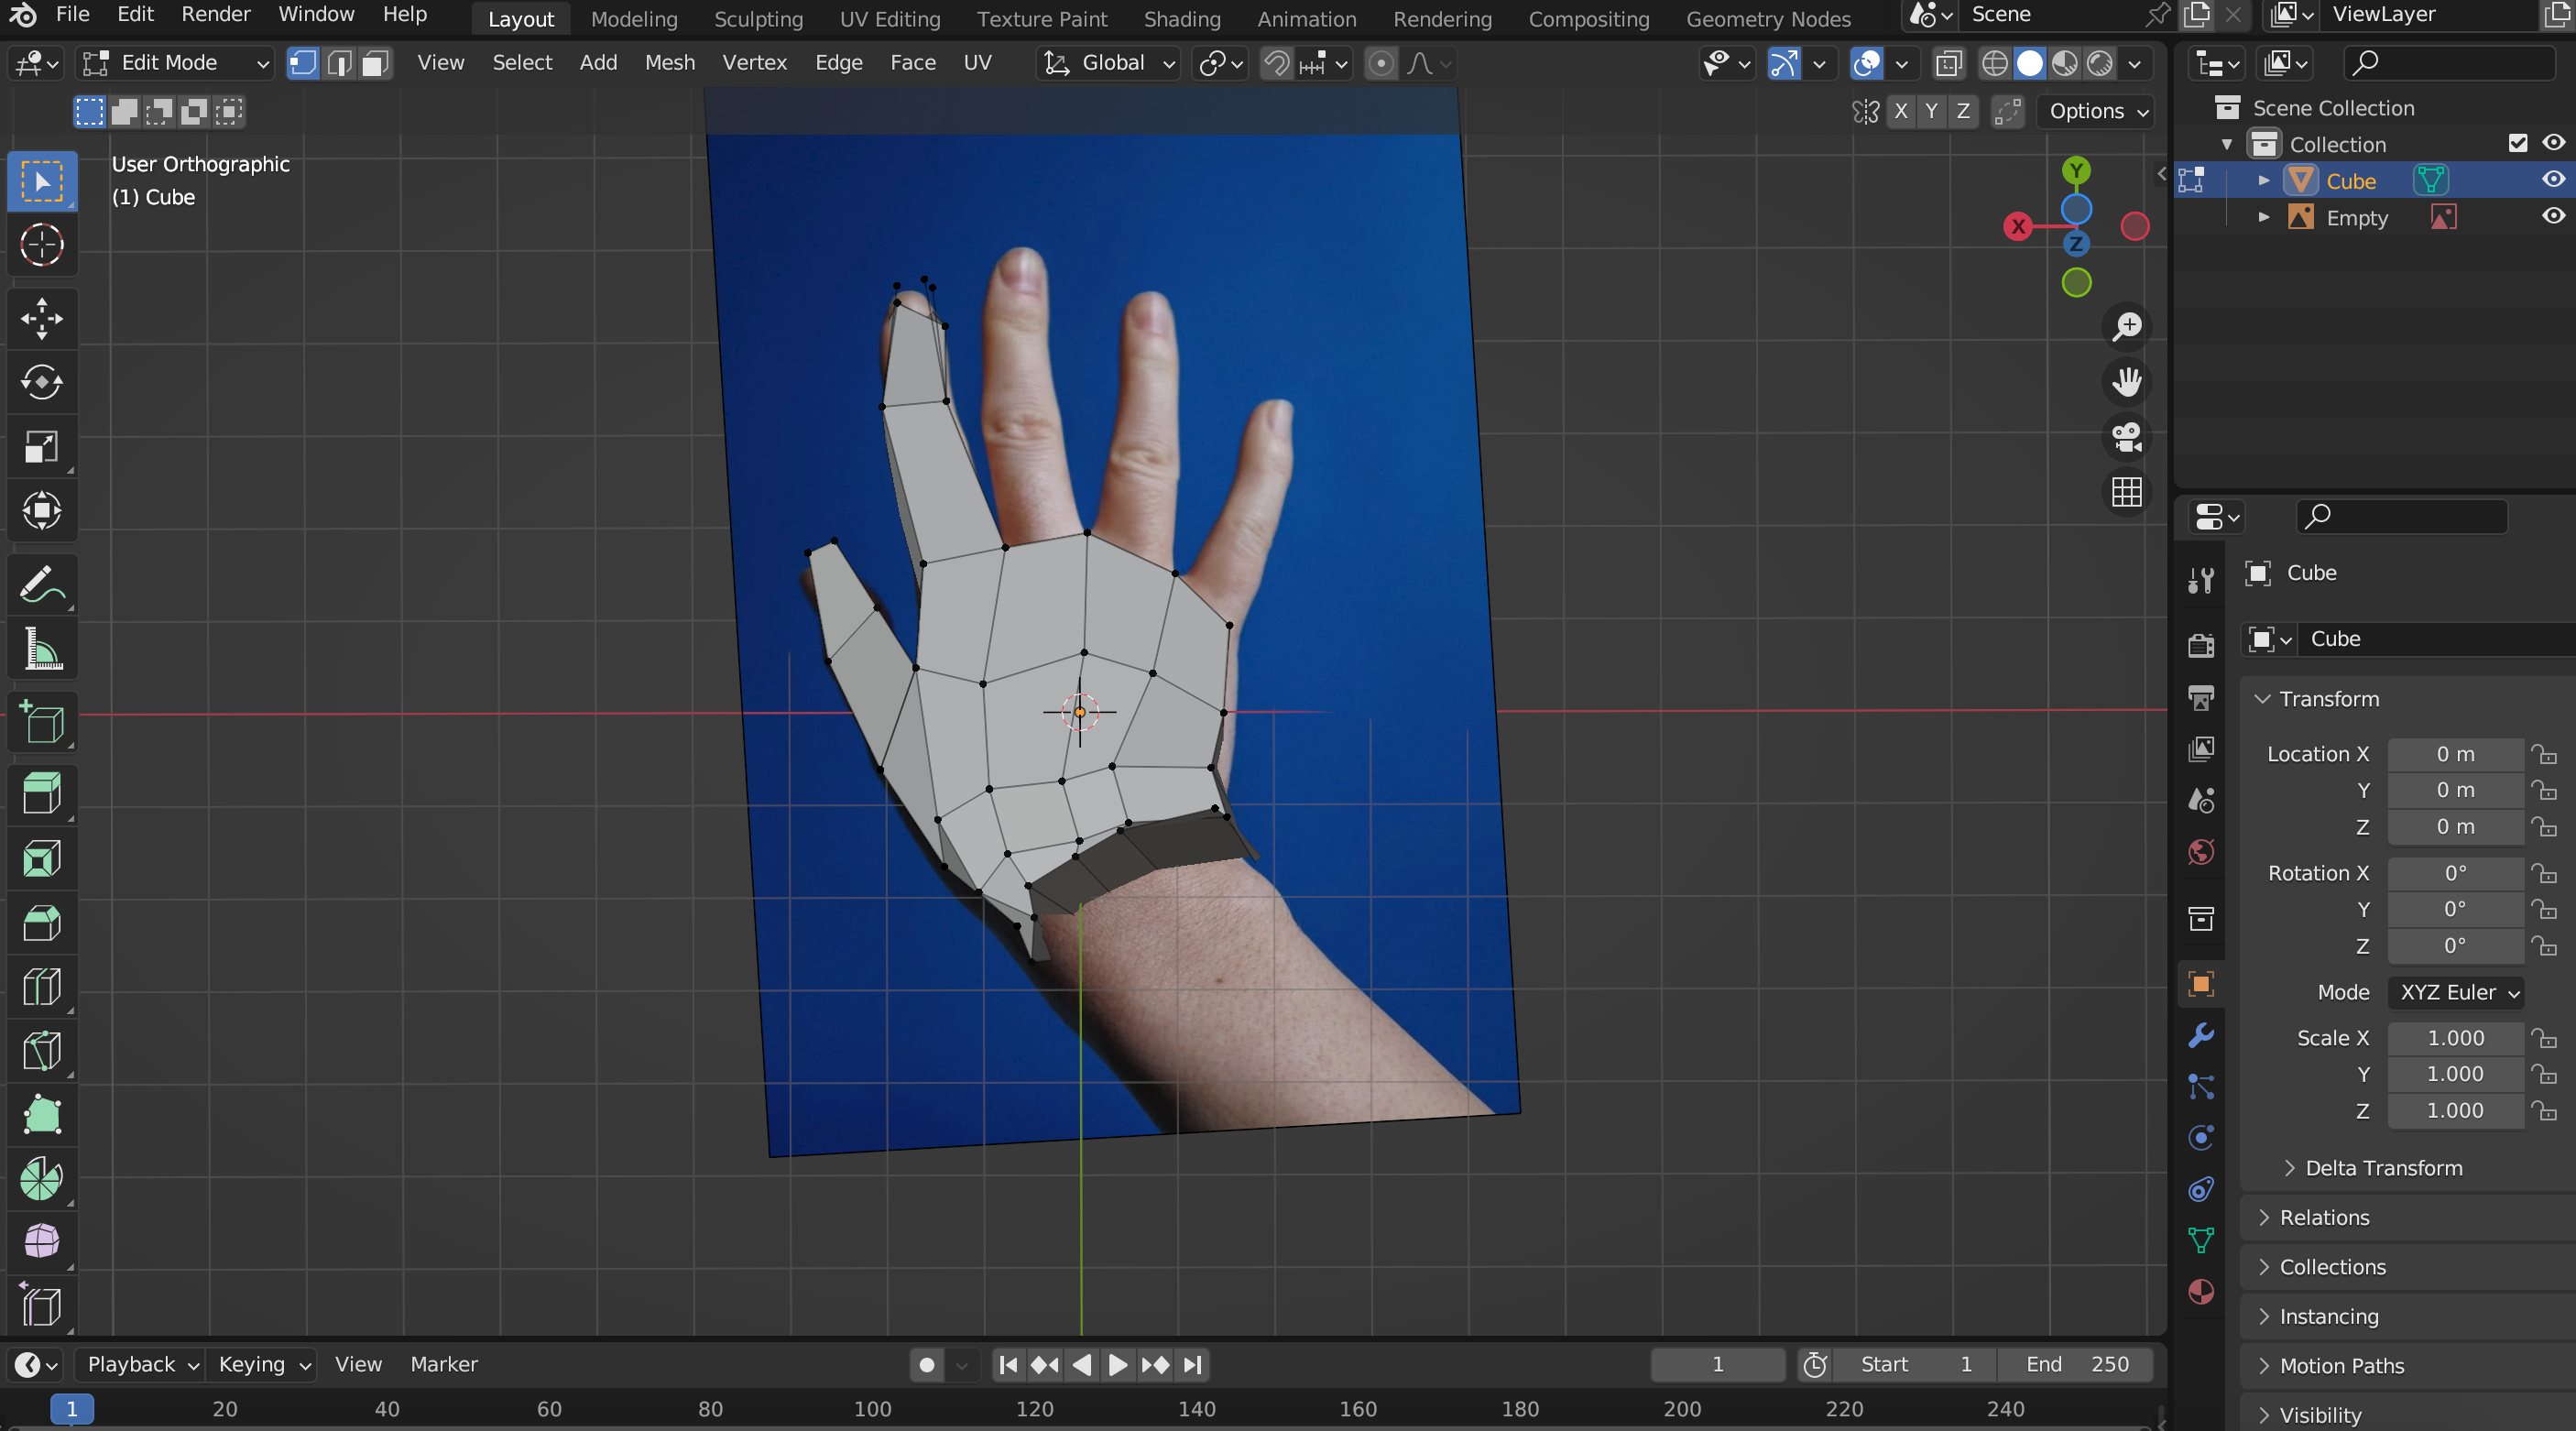 File Edit Render Window Help Layout Modeling Sculpting UV Editing Texture Paint Shading Animation Rendering Compositing Geometry Nodes Scene ViewLayer
Edit Mode View Select Add Mesh Vertex Edge Face UV Global
X Y Z Options
User Orthographic
(1) Cube
Y
X
Z
Scene Collection
Collection
Cube
Empty
Cube
Cube
Transform
Location X 0 m
Y 0 m
Z 0 m
Rotation X 0°
Y 0°
Z 0°
Mode XYZ Euler
Scale X 1.000
Y 1.000
Z 1.000
Delta Transform
Relations
Collections
Instancing
Motion Paths
Visibility
Playback Keying View Marker 1 Start 1 End 250
1 20 40 60 80 100 120 140 160 180 200 220 240